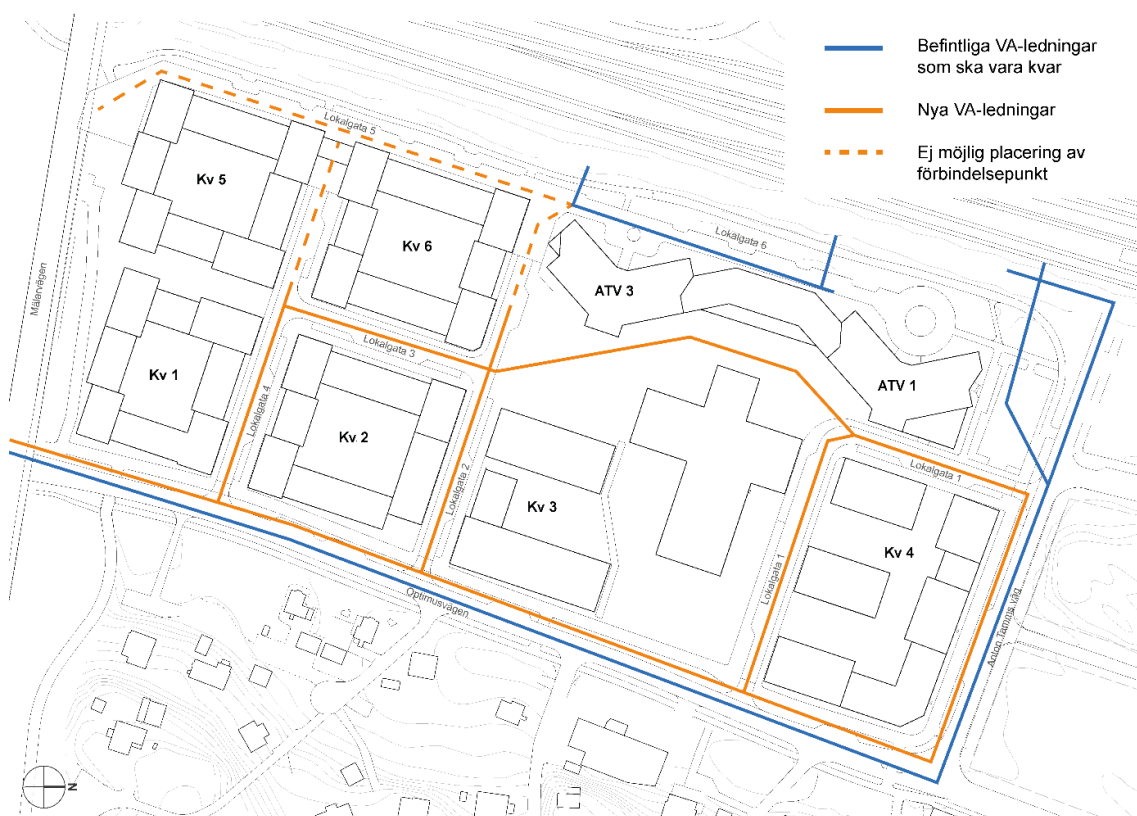 Befintliga VA-ledningar
som ska vara kvar
Nya VA-ledningar
Ej möjlig placering av
förbindelsepunkt
Lokalgata 5
Kv 5
Kv 6
Lokalgata 6
ATV 3
Mälarvägen
Lokalgata 3
Kv 1
ATV 1
Lokalgata 4
Kv 2
Lokalgata 2
Kv 3
Lokalgata 1
Kv 4
Lokalgata 1
Optimusvägen
Anton Tamms väg
N